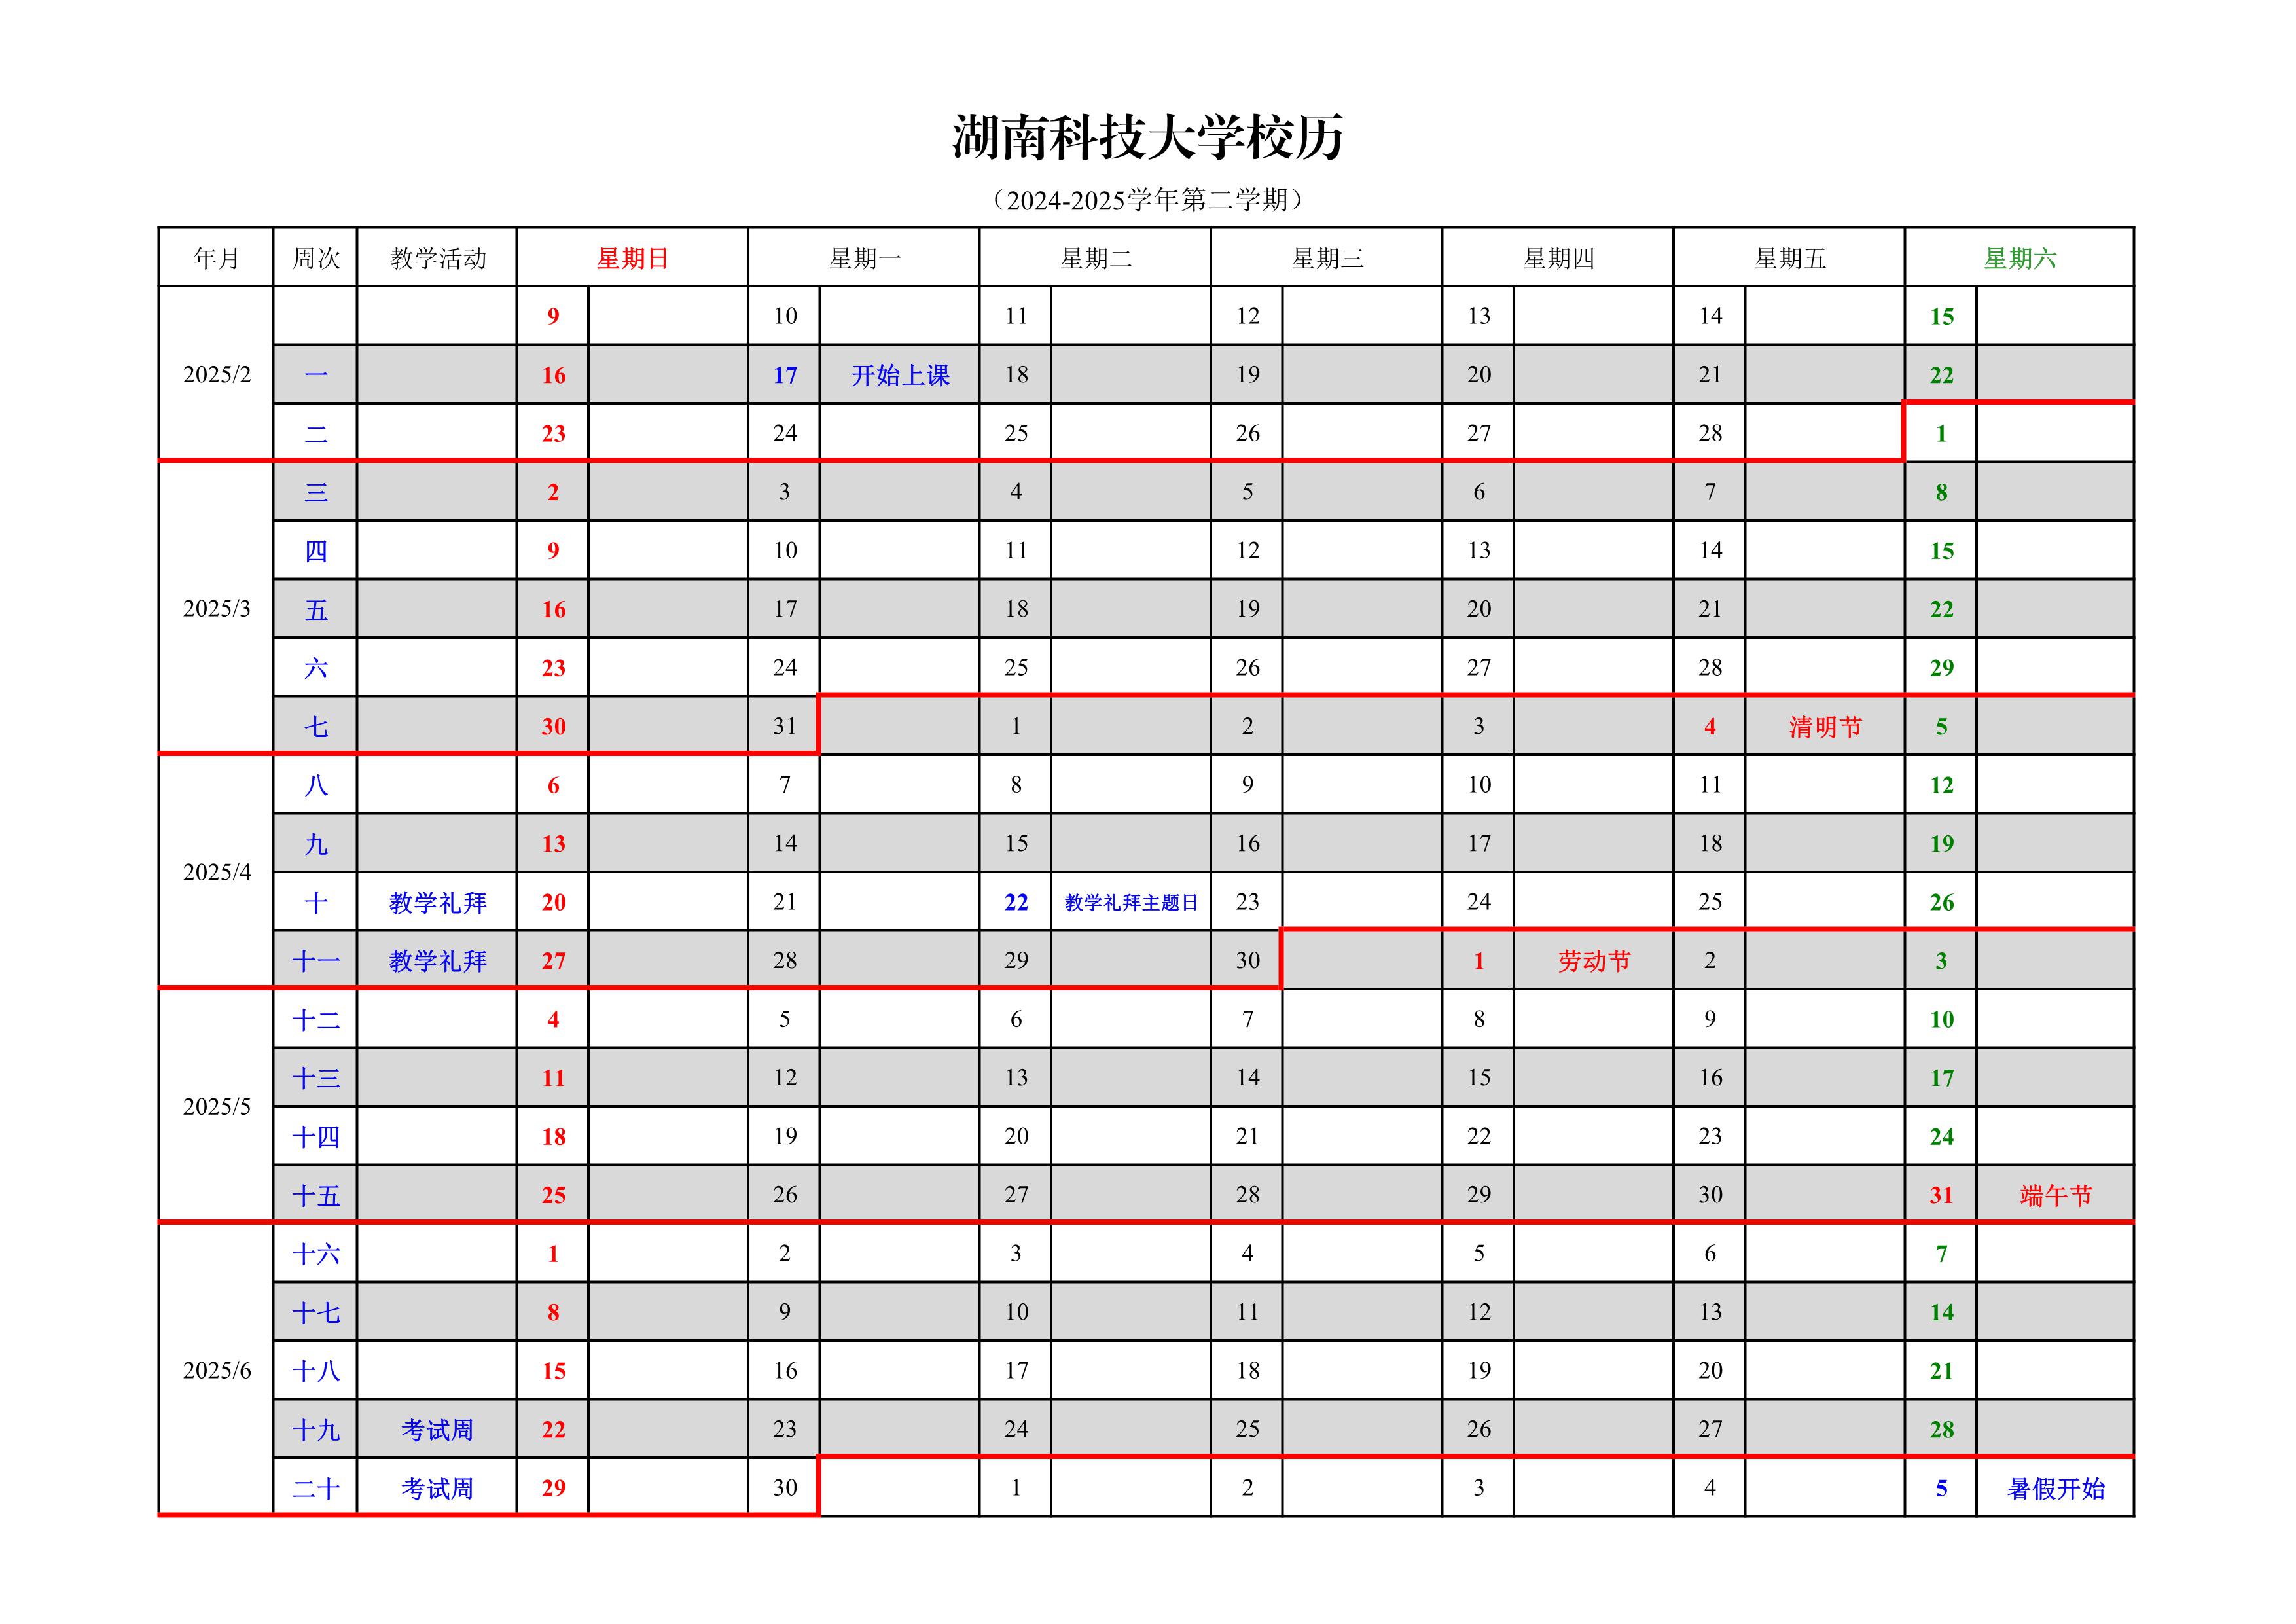 湖南科技大学校历
（2024-2025学年第二学期）
年月 周次 教学活动 星期日 星期一 星期二 星期三 星期四 星期五 星期六
2025/2
9 10 11 12 13 14 15
一 16 17 开始上课 18 19 20 21 22
二 23 24 25 26 27 28 1
2025/3
三 2 3 4 5 6 7 8
四 9 10 11 12 13 14 15
五 16 17 18 19 20 21 22
六 23 24 25 26 27 28 29
七 30 31 1 2 3 4 清明节 5
2025/4
八 6 7 8 9 10 11 12
九 13 14 15 16 17 18 19
十 教学礼拜 20 21 22 教学礼拜主题日 23 24 25 26
十一 教学礼拜 27 28 29 30 1 劳动节 2 3
2025/5
十二 4 5 6 7 8 9 10
十三 11 12 13 14 15 16 17
十四 18 19 20 21 22 23 24
十五 25 26 27 28 29 30 31 端午节
2025/6
十六 1 2 3 4 5 6 7
十七 8 9 10 11 12 13 14
十八 15 16 17 18 19 20 21
十九 考试周 22 23 24 25 26 27 28
二十 考试周 29 30 1 2 3 4 5 暑假开始